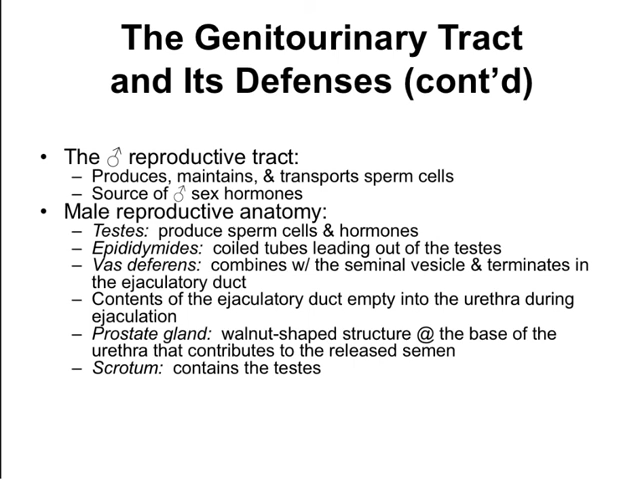 The Genitourinary Tract
and Its Defenses (cont’d)
• The ♂ reproductive tract:
– Produces, maintains, & transports sperm cells
– Source of ♂ sex hormones
• Male reproductive anatomy:
– Testes: produce sperm cells & hormones
– Epididymides: coiled tubes leading out of the testes
– Vas deferens: combines w/ the seminal vesicle & terminates in
the ejaculatory duct
– Contents of the ejaculatory duct empty into the urethra during
ejaculation
– Prostate gland: walnut-shaped structure @ the base of the
urethra that contributes to the released semen
– Scrotum: contains the testes